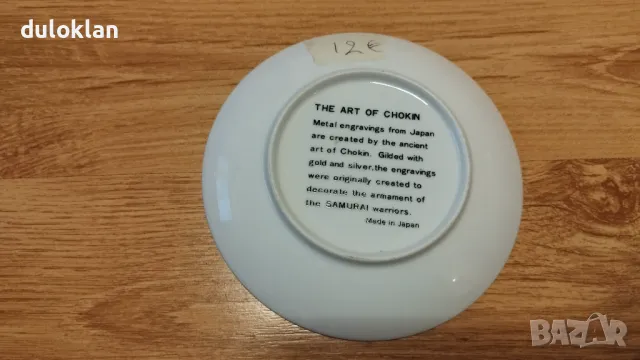 duloklan
12€
THE ART OF CHOKIN
Metal engravings from Japan
are created by the ancient
art of Chokin. Gilded with
gold and silver,the engravings
were originally created to
decorate the armament of
the SAMURAI warriors.
Made in Japan
BAZAR
bg